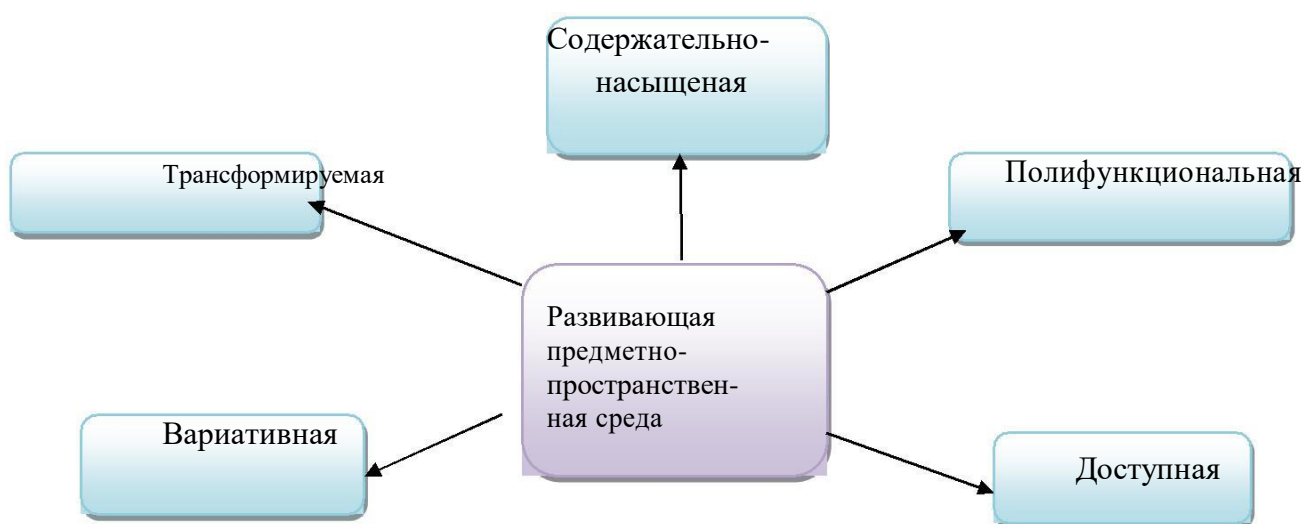 Содержательно-
насыщеная
Трансформируемая
Полифункциональная
Развивающая
предметно-
пространствен-
ная среда
Вариативная
Доступная